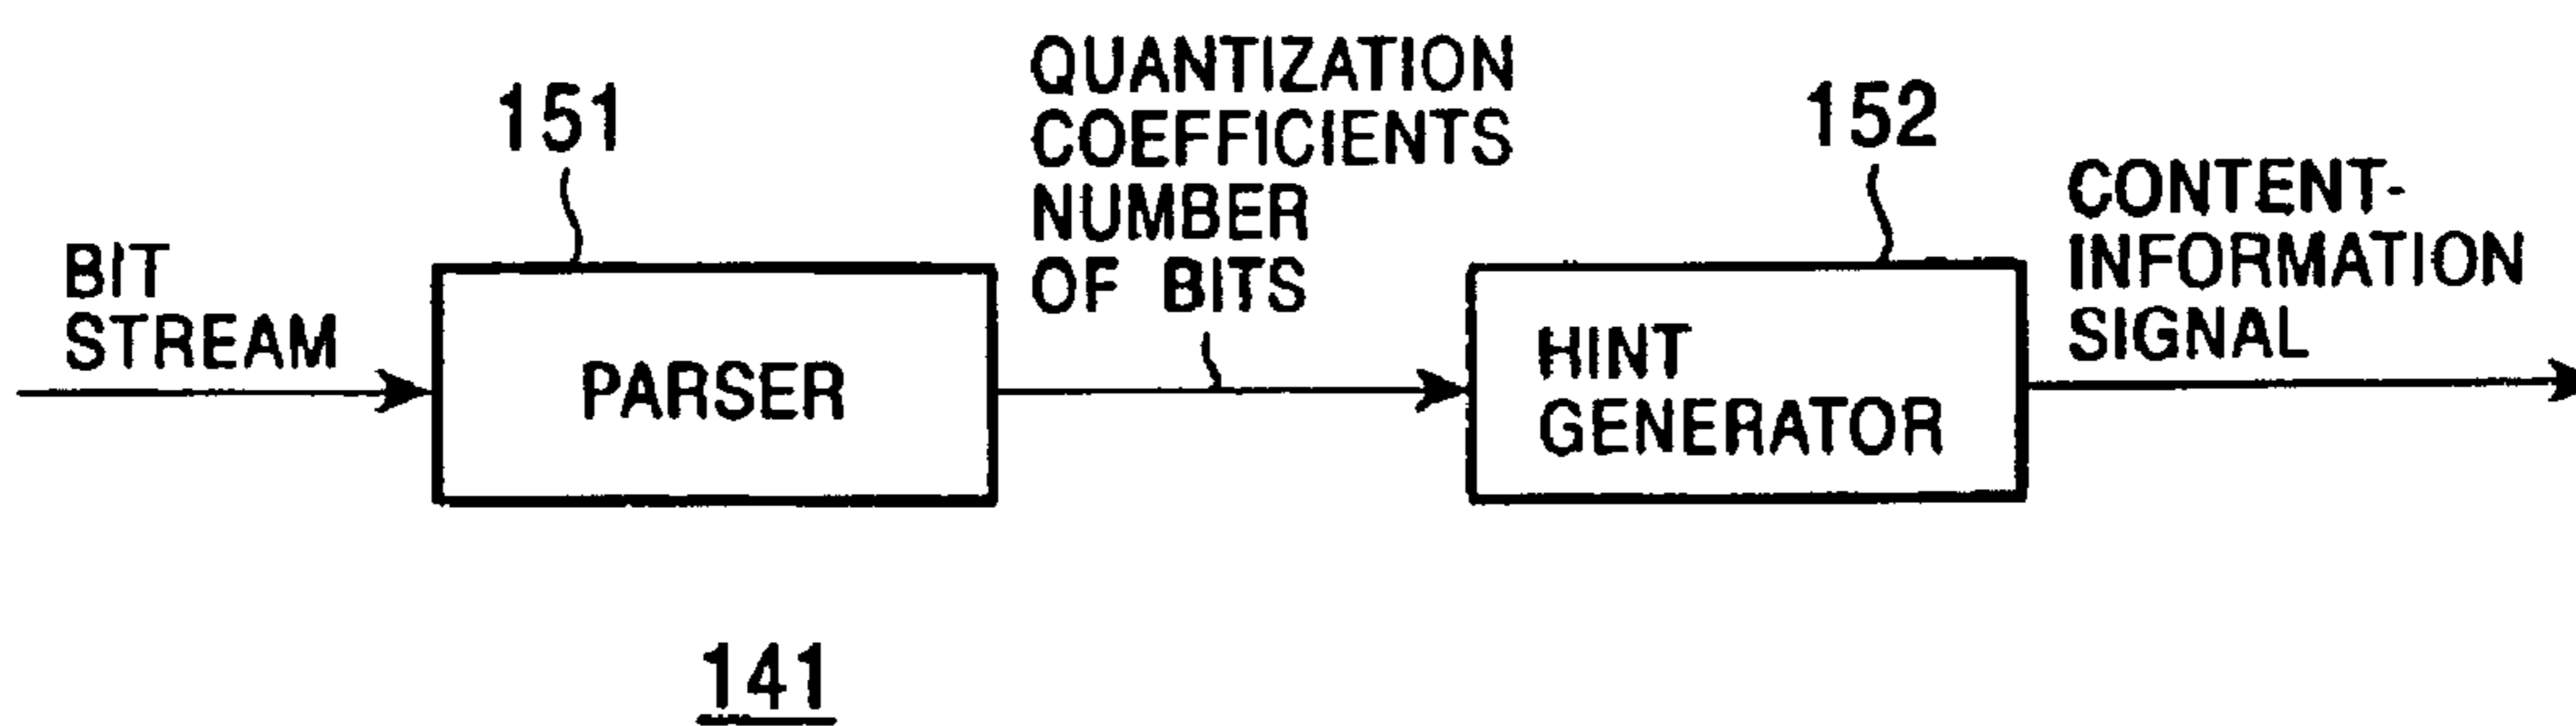 151
QUANTIZATION
COEFFICIENTS
NUMBER
OF BITS
152
CONTENT-
INFORMATION
SIGNAL
BIT
STREAM
PARSER
HINT
GENERATOR
141